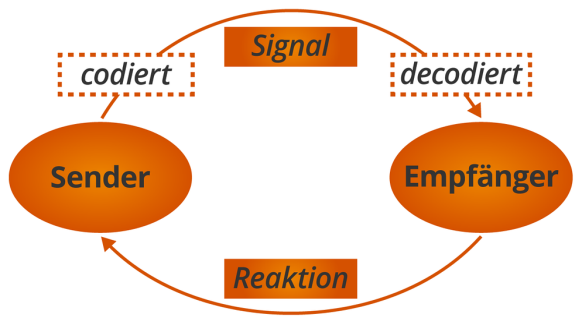 Signal
codiert
decodiert
Sender
Empfänger
Reaktion